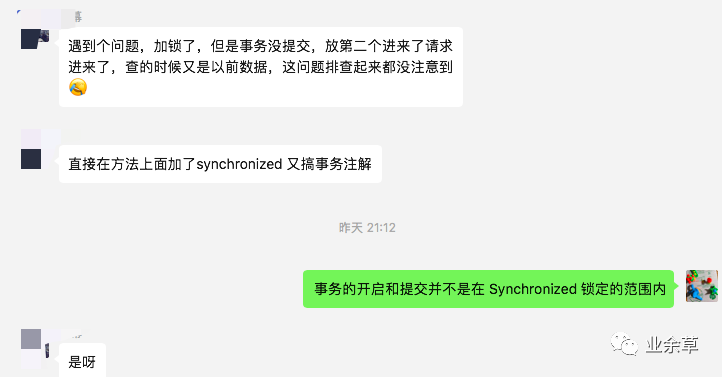 遇到个问题，加锁了，但是事务没提交，放第二个进来了请求
进来了，查的时候又是以前数据，这问题排查起来都没注意到
直接在方法上面加了synchronized 又搞事务注解
昨天 21:12
事务的开启和提交并不是在 Synchronized 锁定的范围内
业余草
是呀